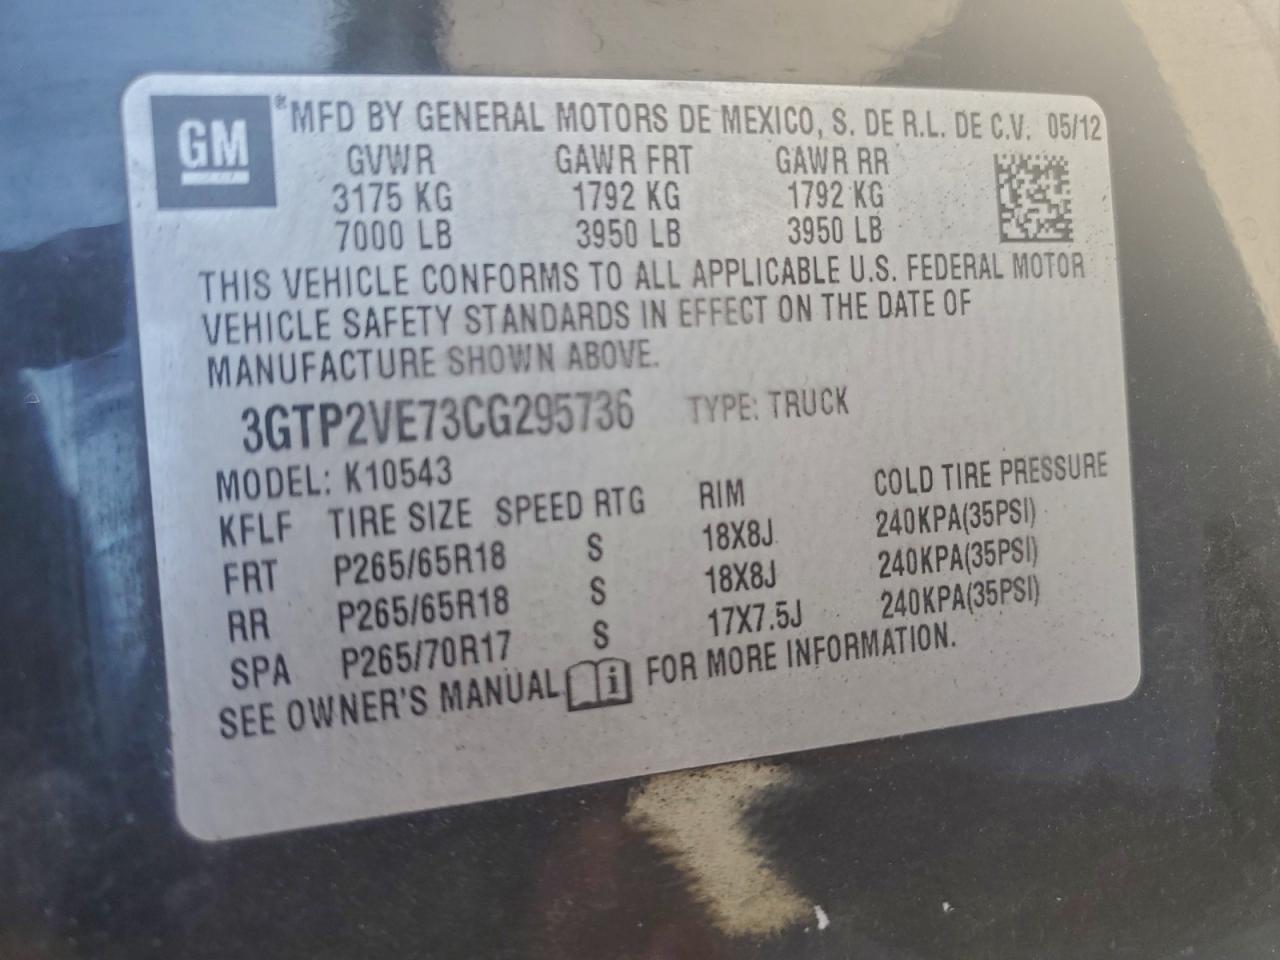 GM
®MFD BY GENERAL MOTORS DE MEXICO, S. DE R.L. DE C.V. 05/12
GVWR GAWR FRT GAWR RR
3175 KG 1792 KG 1792 KG
7000 LB 3950 LB 3950 LB
THIS VEHICLE CONFORMS TO ALL APPLICABLE U.S. FEDERAL MOTOR
VEHICLE SAFETY STANDARDS IN EFFECT ON THE DATE OF
MANUFACTURE SHOWN ABOVE.
3GTP2VE73CG295736 TYPE: TRUCK
MODEL: K10543
KFLF TIRE SIZE SPEED RTG RIM COLD TIRE PRESSURE
FRT P265/65R18 S 18X8J 240KPA(35PSI)
RR P265/65R18 S 18X8J 240KPA(35PSI)
SPA P265/70R17 S 17X7.5J 240KPA(35PSI)
SEE OWNER'S MANUAL i FOR MORE INFORMATION.